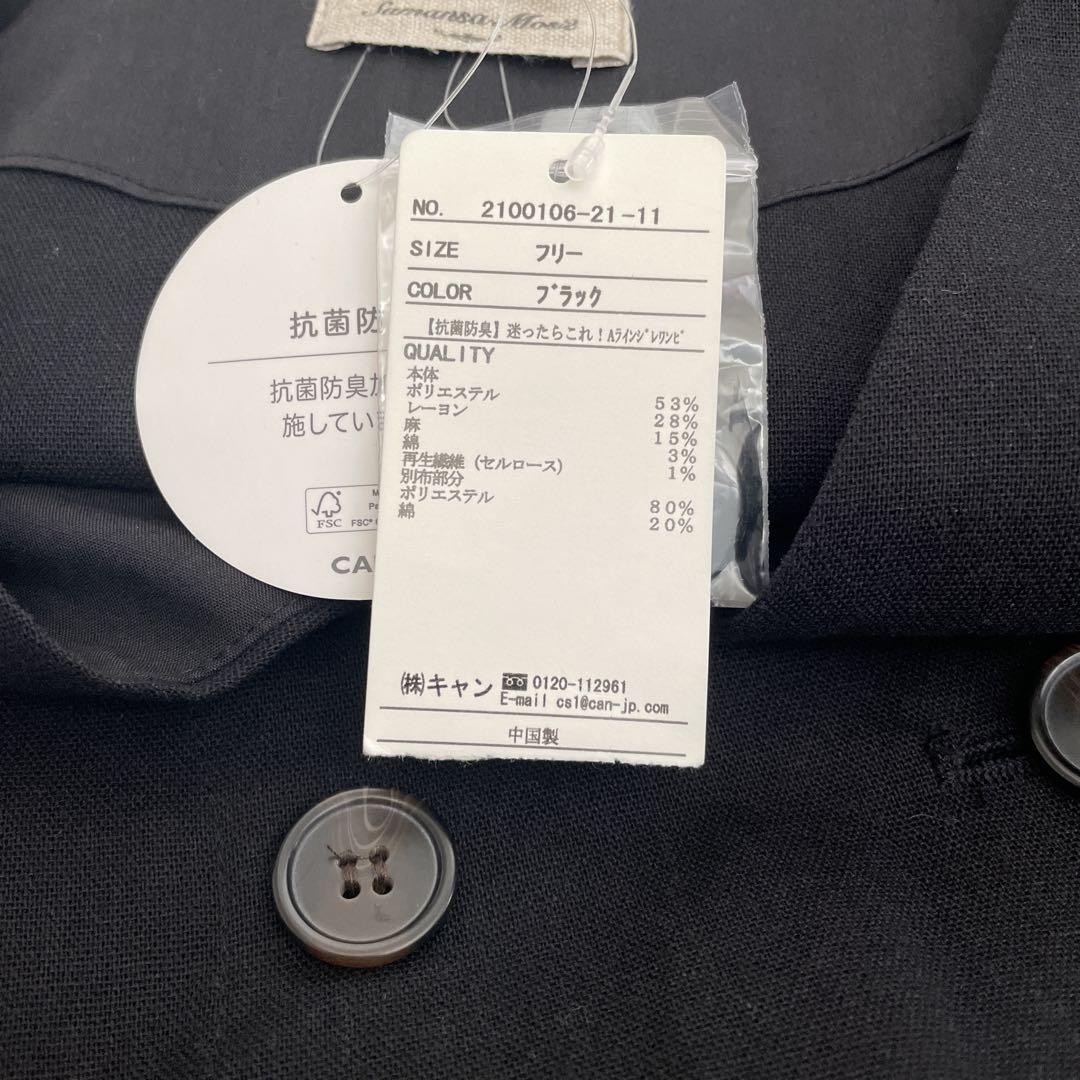 Samansa Mos2
抗菌防
抗菌防臭加
施していま
FSC
FSC®
NO. 2100106-21-11
SIZE フリー
COLOR ブラック
【抗菌防臭】迷ったらこれ！Aラインジレワンピ
QUALITY
本体
ポリエステル 53%
レーヨン 28%
麻 15%
綿 3%
再生繊維（セルロース） 1%
別布部分
ポリエステル 80%
綿 20%
㈱キャン 0120-112961
E-mail cs1@can-jp.com
中国製